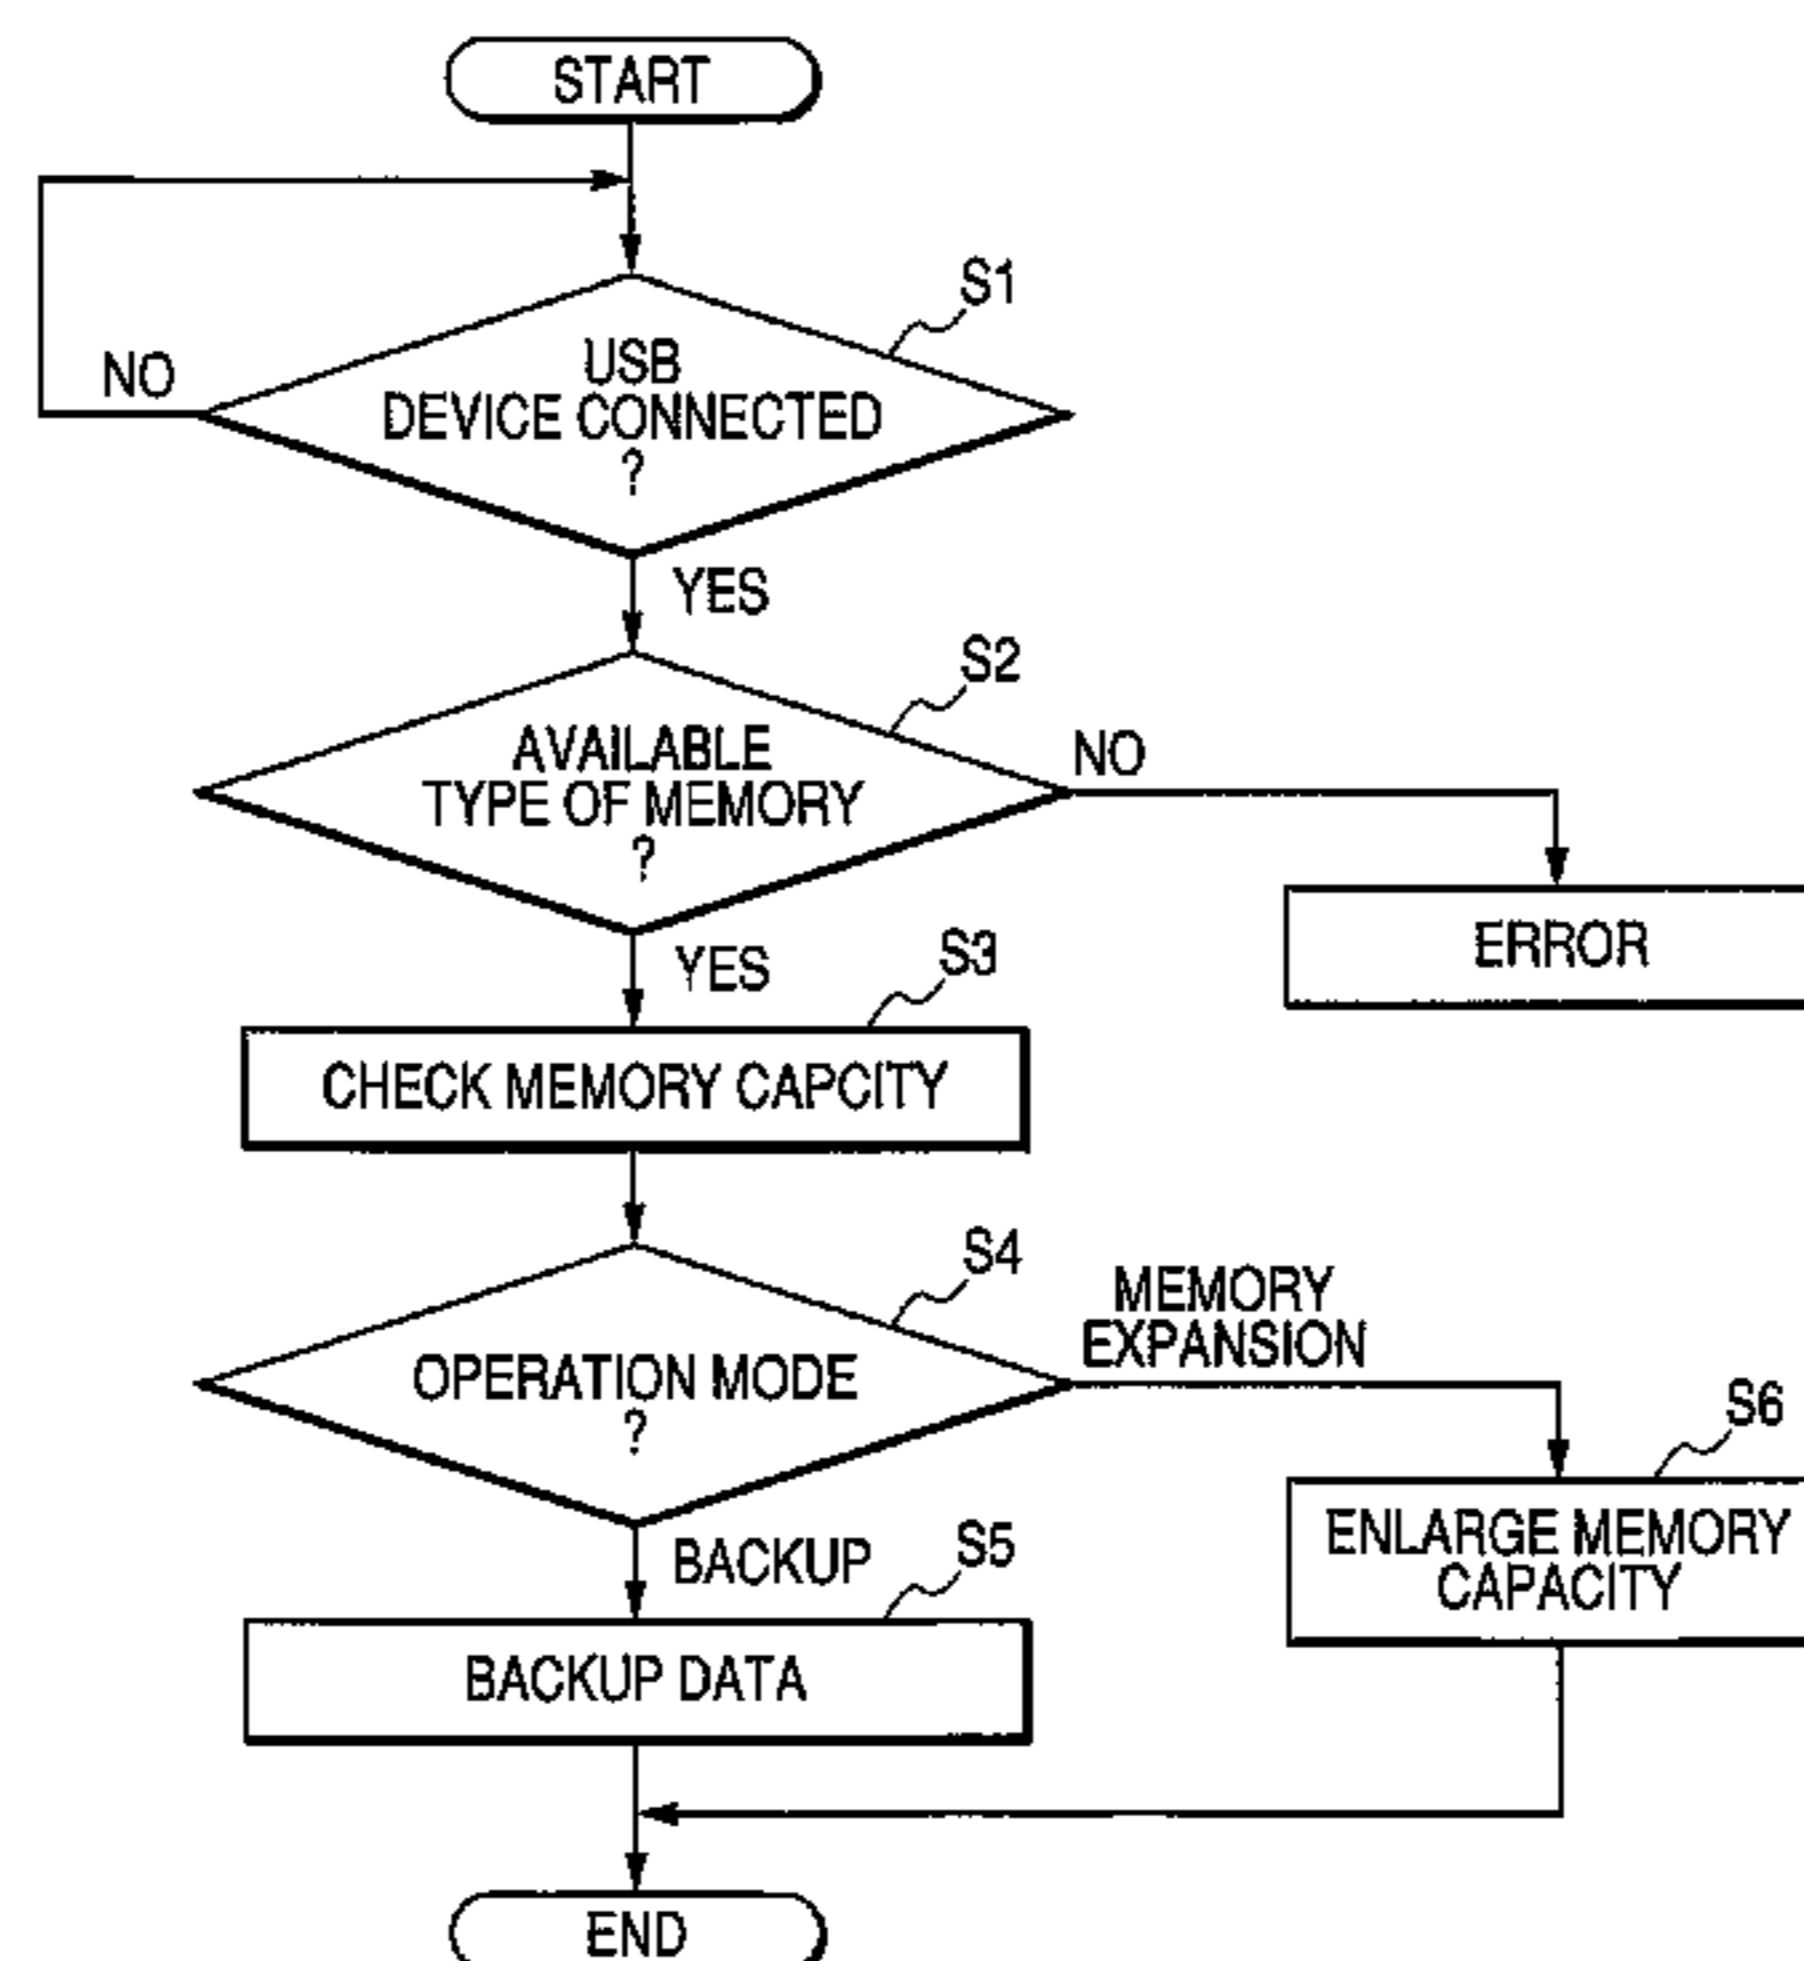 START
S1
NO
USB
DEVICE CONNECTED
?
YES
S2
AVAILABLE
TYPE OF MEMORY
?
NO
ERROR
YES
S3
CHECK MEMORY CAPCITY
S4
OPERATION MODE
?
MEMORY
EXPANSION
S6
ENLARGE MEMORY
CAPACITY
BACKUP
S5
BACKUP DATA
END